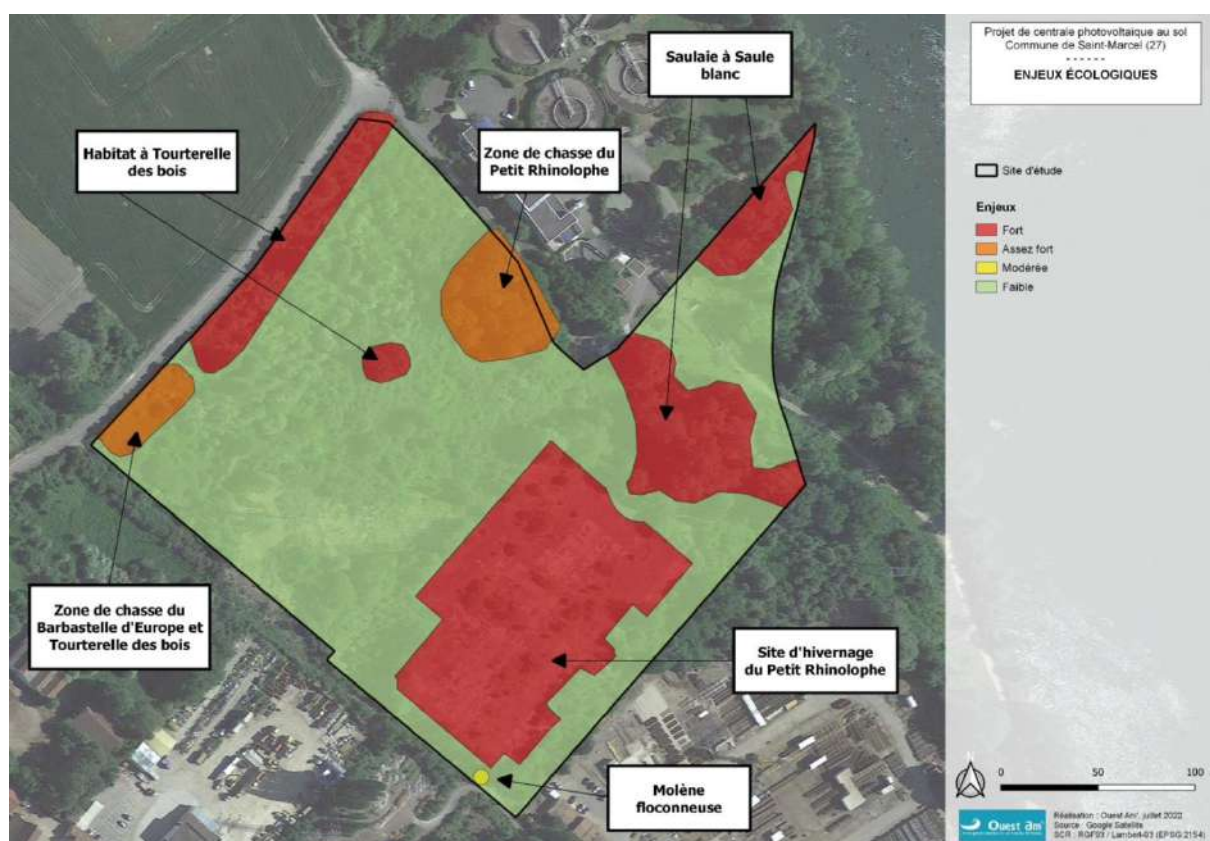 Projet de centrale photovoltaïque au sol
Commune de Saint-Marcel (27)
------
ENJEUX ÉCOLOGIQUES
Saulaie à Saule
blanc
Habitat à Tourterelle
des bois
Zone de chasse du
Petit Rhinolophe
Site d'étude
Enjeux
Fort
Assez fort
Modérée
Faible
Zone de chasse du
Barbastelle d'Europe et
Tourterelle des bois
Site d'hivernage
du Petit Rhinolophe
Molène
floconneuse
0 50 100
Ouest am'
Réalisation : Ouest Am', juillet 2022
Source : Google Satellite
SCR : RGF93 / Lambert-93 (EPSG:2154)